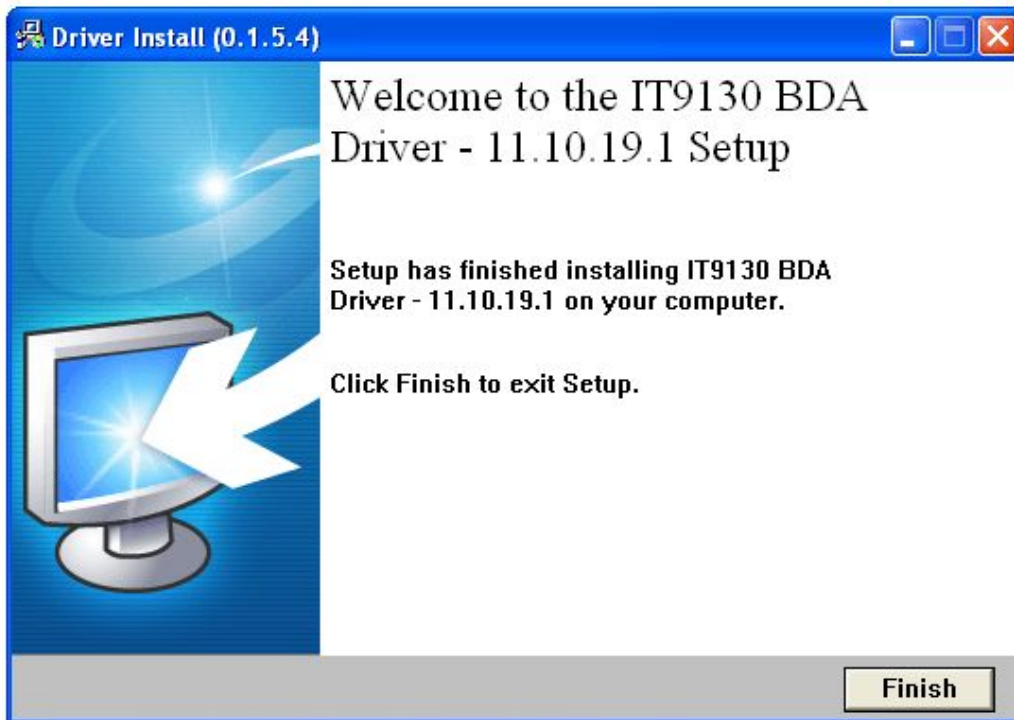 Driver Install (0.1.5.4)
Welcome to the IT9130 BDA
Driver - 11.10.19.1 Setup
Setup has finished installing IT9130 BDA
Driver - 11.10.19.1 on your computer.
Click Finish to exit Setup.
Finish